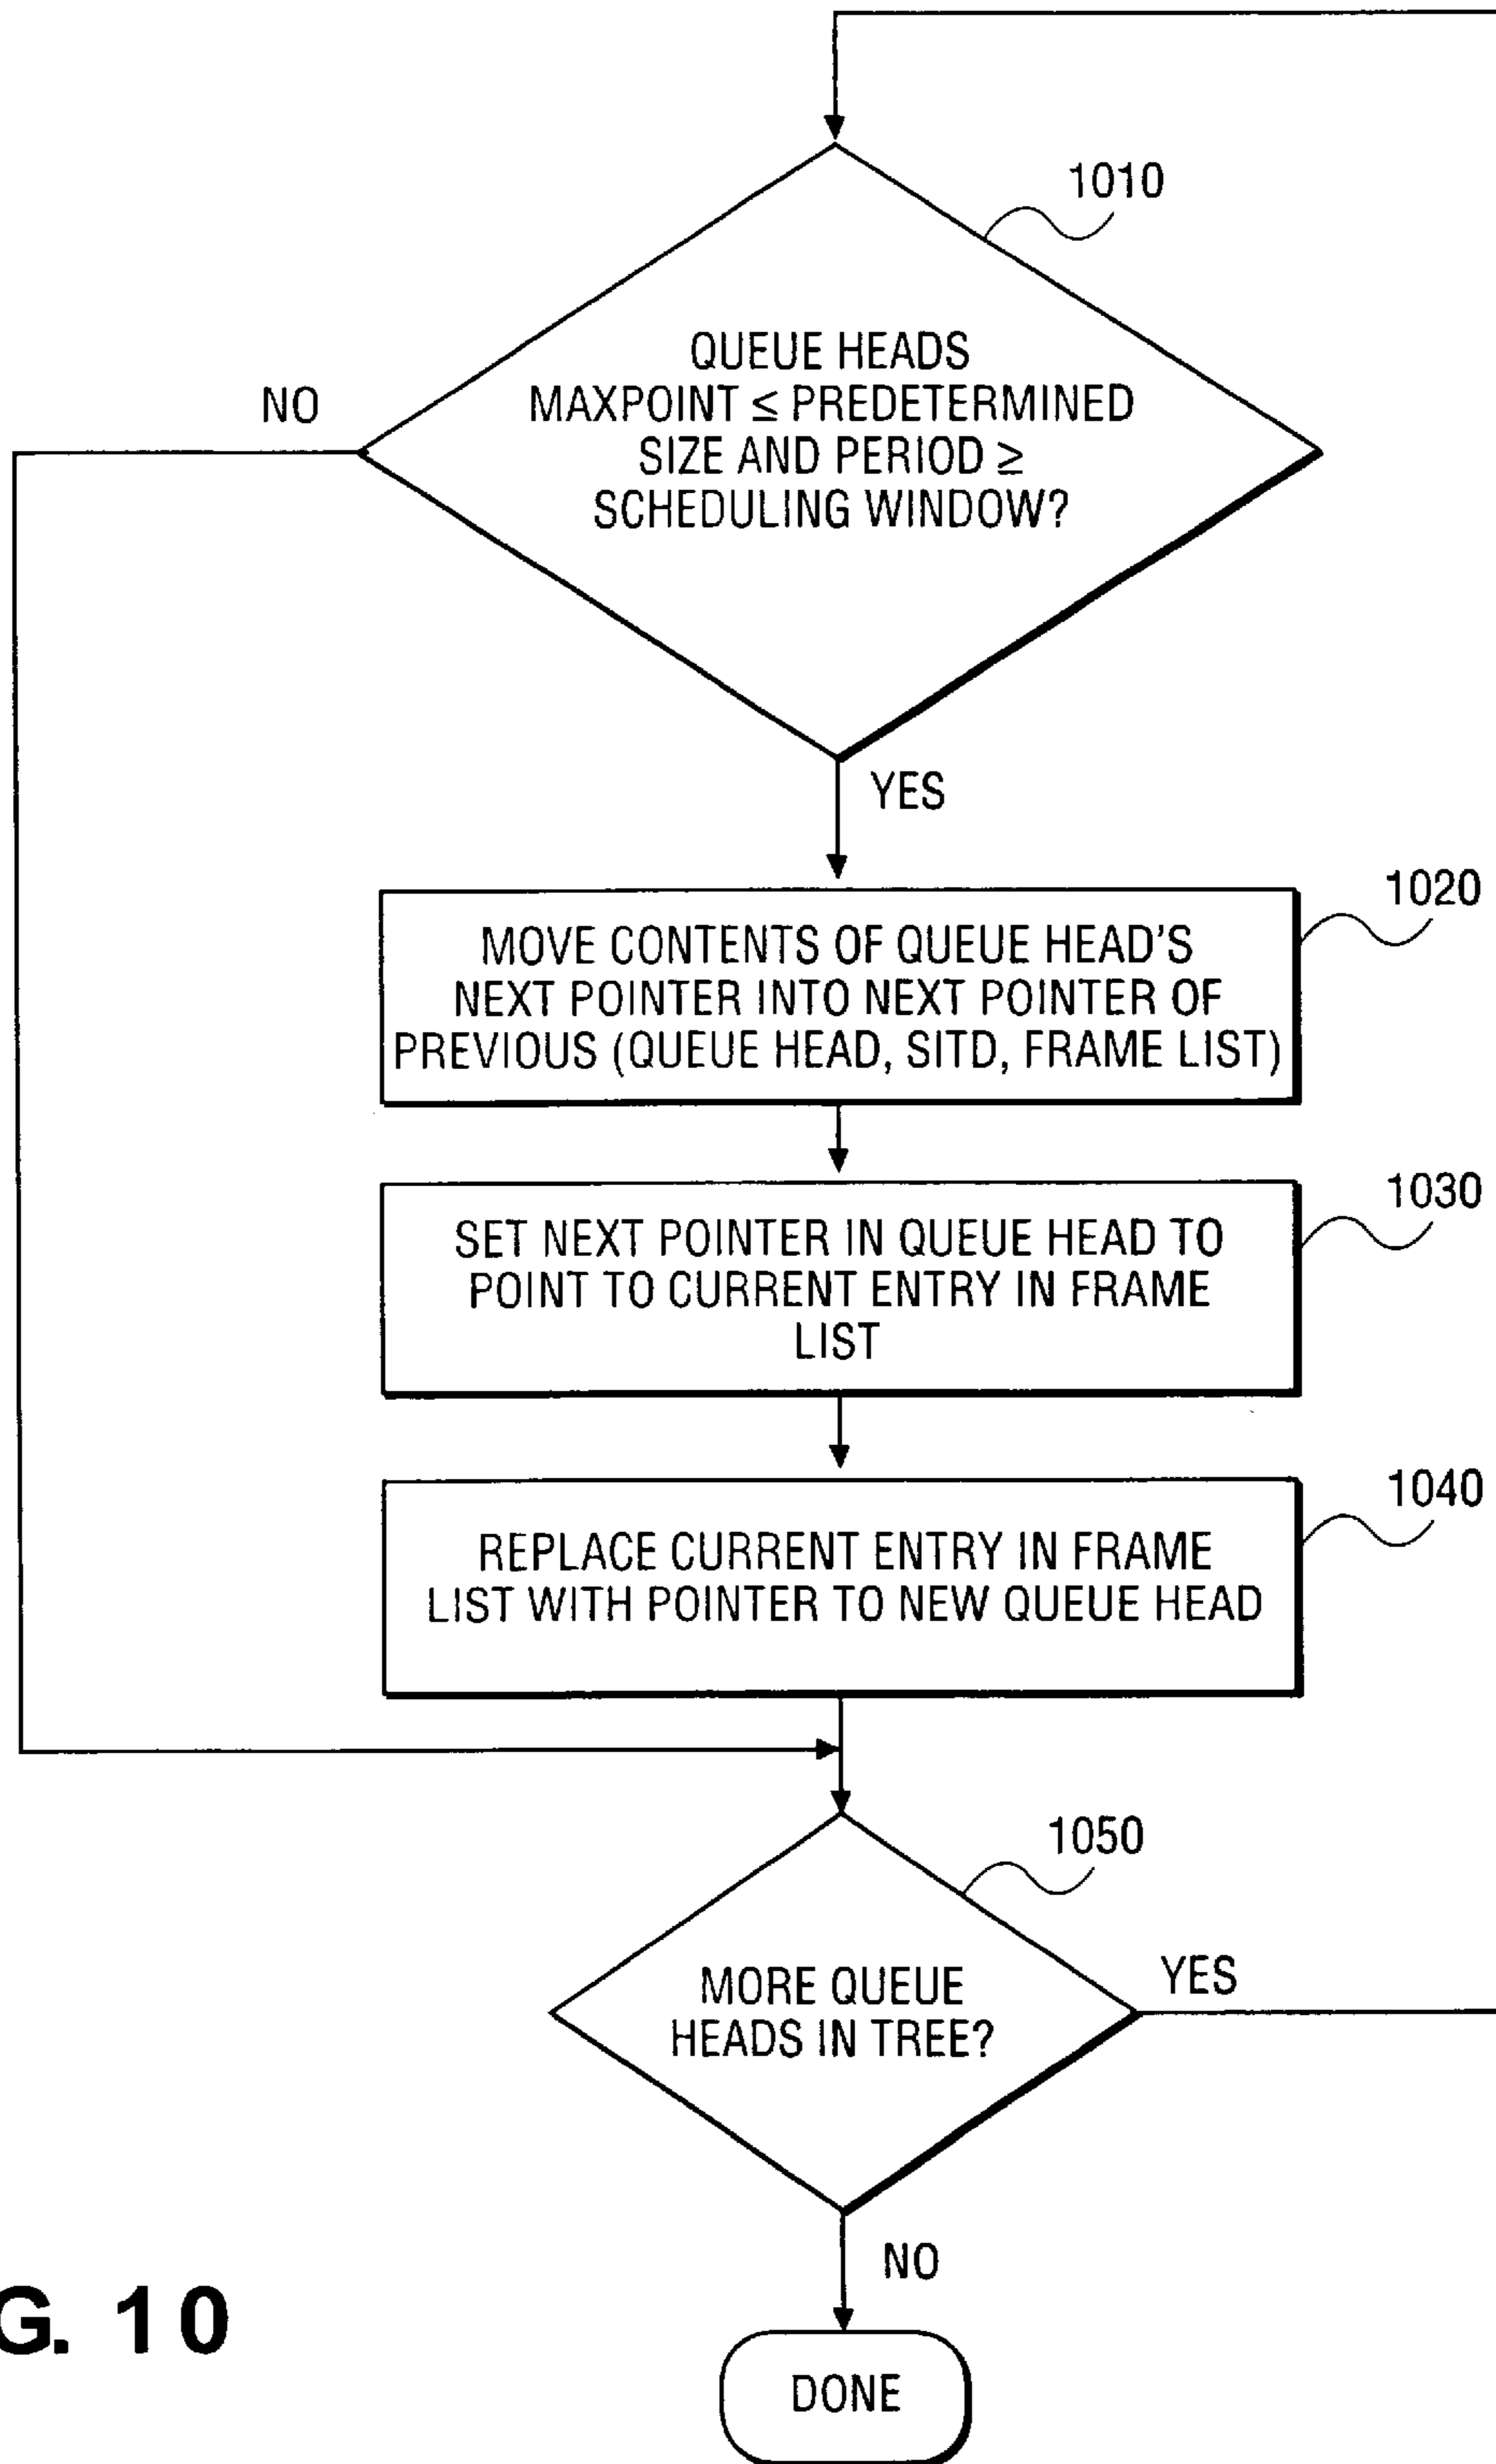 1010
QUEUE HEADS
MAXPOINT ≤ PREDETERMINED
SIZE AND PERIOD ≥
SCHEDULING WINDOW?
NO
YES
1020
MOVE CONTENTS OF QUEUE HEAD'S
NEXT POINTER INTO NEXT POINTER OF
PREVIOUS (QUEUE HEAD, SITD, FRAME LIST)
1030
SET NEXT POINTER IN QUEUE HEAD TO
POINT TO CURRENT ENTRY IN FRAME
LIST
1040
REPLACE CURRENT ENTRY IN FRAME
LIST WITH POINTER TO NEW QUEUE HEAD
1050
MORE QUEUE
HEADS IN TREE?
YES
NO
G. 10
DONE